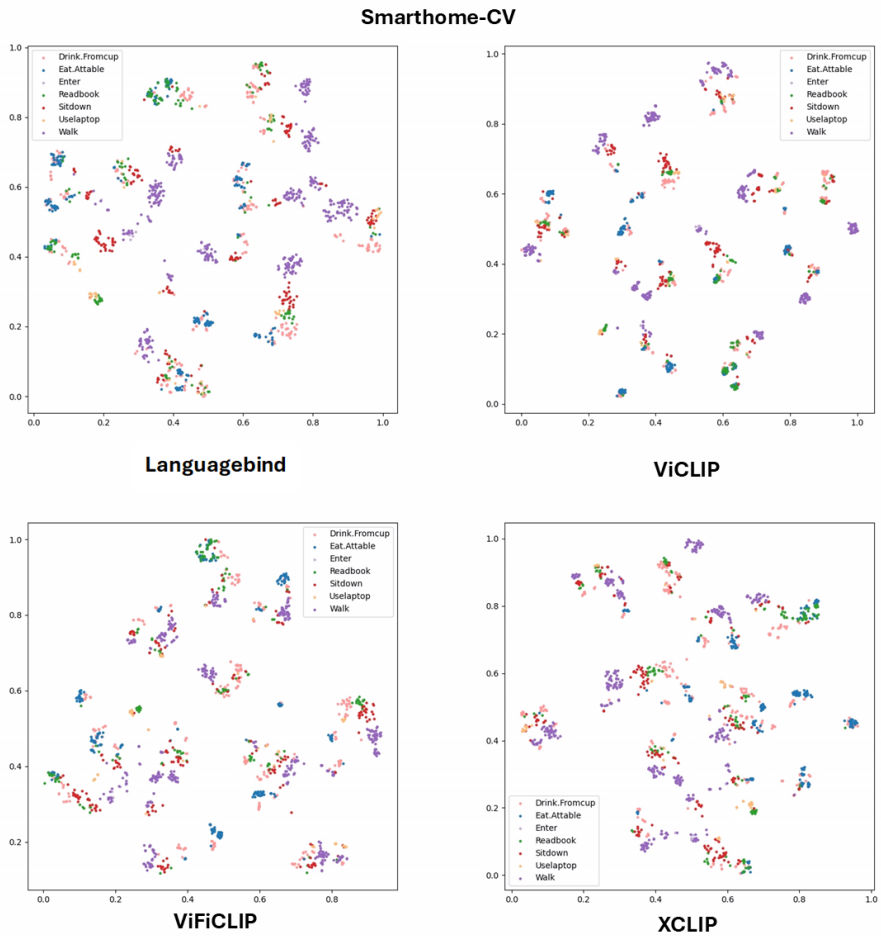 Smarthome-CV
Drink.Fromcup
Eat.Attable
Enter
Readbook
Sitdown
Uselaptop
Walk
1.0
0.8
0.6
0.4
0.2
0.0
0.0 0.2 0.4 0.6 0.8 1.0
Languagebind
Drink.Fromcup
Eat.Attable
Enter
Readbook
Sitdown
Uselaptop
Walk
1.0
0.8
0.6
0.4
0.2
0.0
0.0 0.2 0.4 0.6 0.8 1.0
ViCLIP
Drink.Fromcup
Eat.Attable
Enter
Readbook
Sitdown
Uselaptop
Walk
1.0
0.8
0.6
0.4
0.2
0.0 0.2 0.4 0.6 0.8
ViFiCLIP
1.0
0.8
0.6
0.4
0.2
0.0
Drink.Fromcup
Eat.Attable
Enter
Readbook
Sitdown
Uselaptop
Walk
0.0 0.2 0.4 0.6 0.8 1.0
XCLIP